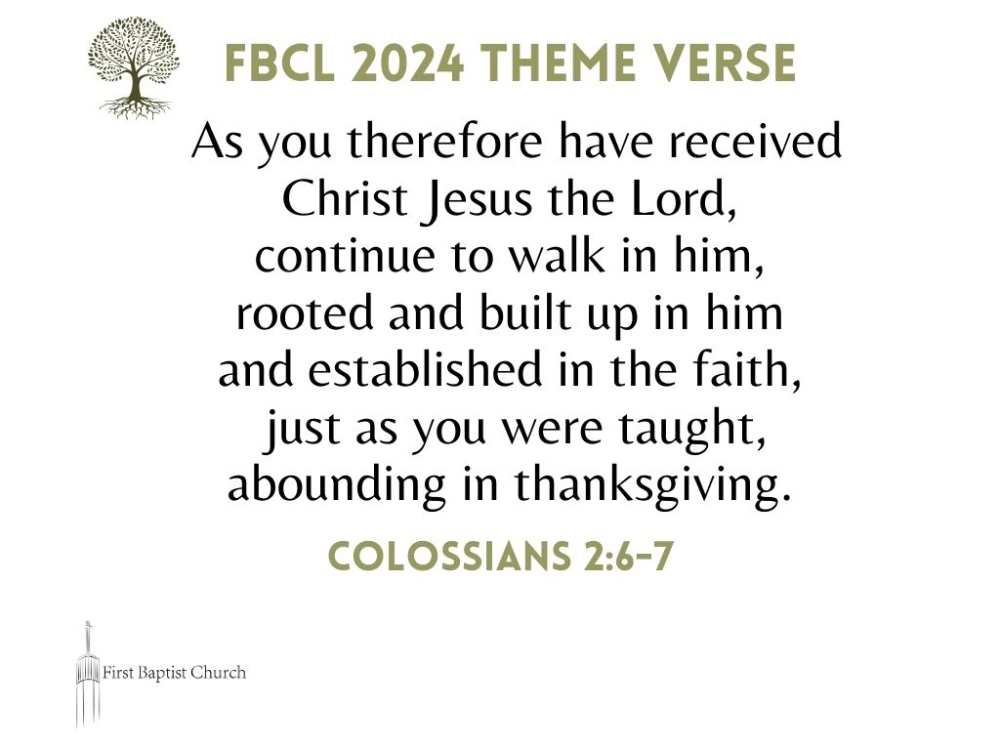 FBCL 2024 THEME VERSE
As you therefore have received
Christ Jesus the Lord,
continue to walk in him,
rooted and built up in him
and established in the faith,
just as you were taught,
abounding in thanksgiving.
COLOSSIANS 2:6-7
First Baptist Church